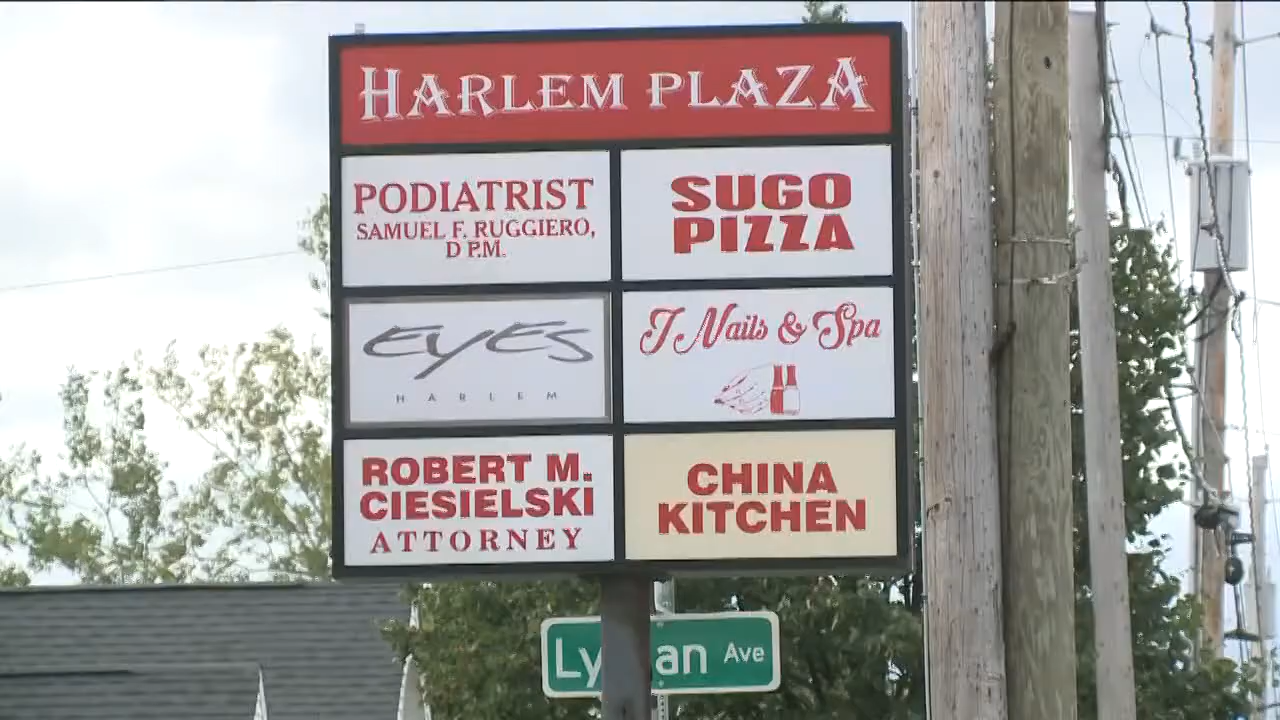 HARLEM PLAZA
PODIATRIST
SAMUEL F. RUGGIERO,
D P.M.
SUGO
PIZZA
EYES
HARLEM
J Nails & Spa
ROBERT M.
CIESIELSKI
ATTORNEY
CHINA
KITCHEN
Ave